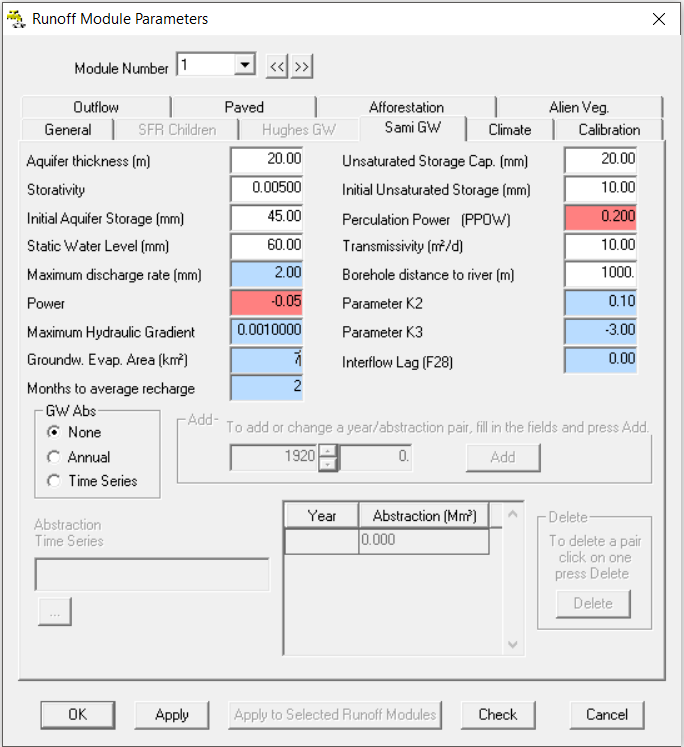 Runoff Module Parameters
Module Number 1 << >>
Outflow Paved Afforestation Alien Veg.
General SFR Children Hughes GW Sami GW Climate Calibration
Aquifer thickness (m) 20.00 Unsaturated Storage Cap. (mm) 20.00
Storativity 0.00500 Initial Unsaturated Storage (mm) 10.00
Initial Aquifer Storage (mm) 45.00 Perculation Power (PPOW) 0.200
Static Water Level (mm) 60.00 Transmissivity (m²/d) 10.00
Maximum discharge rate (mm) 2.00 Borehole distance to river (m) 1000.
Power -0.05 Parameter K2 0.10
Maximum Hydraulic Gradient 0.0010000 Parameter K3 -3.00
Groundw. Evap. Area (km²) 7 Interflow Lag (F28) 0.00
Months to average recharge 2
GW Abs
None
Annual
Time Series
Add
To add or change a year/abstraction pair, fill in the fields and press Add.
1920 0. Add
Abstraction
Time Series
...
Year Abstraction (Mm³)
0.000
Delete
To delete a pair
click on one
press Delete
Delete
OK Apply Apply to Selected Runoff Modules Check Cancel